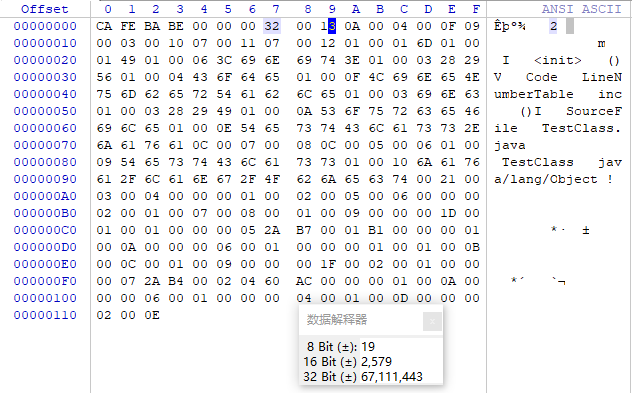 Offset 0 1 2 3 4 5 6 7 8 9 A B C D E F ANSI ASCII
00000000 CA FE BA BE 00 00 00 32 00 13 0A 00 04 00 0F 09 Êþº¾ 2
00000010 00 03 00 10 07 00 11 07 00 12 01 00 01 6D 01 00 m
00000020 01 49 01 00 06 3C 69 6E 69 74 3E 01 00 03 28 29 I <init> ()
00000030 56 01 00 04 43 6F 64 65 01 00 0F 4C 69 6E 65 4E V Code LineN
00000040 75 6D 62 65 72 54 61 62 6C 65 01 00 03 69 6E 63 umberTable inc
00000050 01 00 03 28 29 49 01 00 0A 53 6F 75 72 63 65 46 ()I SourceF
00000060 69 6C 65 01 00 0E 54 65 73 74 43 6C 61 73 73 2E ile TestClass.
00000070 6A 61 76 61 0C 00 07 00 08 0C 00 05 00 06 01 00 java
00000080 09 54 65 73 74 43 6C 61 73 73 01 00 10 6A 61 76 TestClass jav
00000090 61 2F 6C 61 6E 67 2F 4F 62 6A 65 63 74 00 21 00 a/lang/Object !
000000A0 03 00 04 00 00 00 01 00 02 00 05 00 06 00 00 00
000000B0 02 00 01 00 07 00 08 00 01 00 09 00 00 00 1D 00
000000C0 01 00 01 00 00 00 05 2A B7 00 01 B1 00 00 00 01 *· ±
000000D0 00 0A 00 00 00 06 00 01 00 00 00 01 00 01 00 0B
000000E0 00 0C 00 01 00 09 00 00 00 1F 00 02 00 01 00 00
000000F0 00 07 2A B4 00 02 04 60 AC 00 00 00 01 00 0A 00 *´ `¬
00000100 00 00 06 00 01 00 00 00 04 00 01 00 0D 00 00 00
00000110 02 00 0E
数据解释器
8 Bit (±): 19
16 Bit (±) 2,579
32 Bit (±) 67,111,443